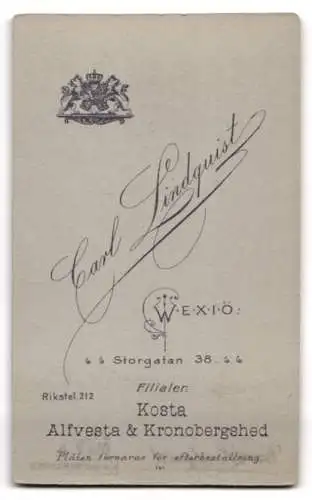 Carl Lindquist
WEXIÖ:
Storgatan 38.
Filialer:
Rikstel. 212
Kosta
Alfvesta & Kronobergshed
Plåten förvaras för efterbeställning.